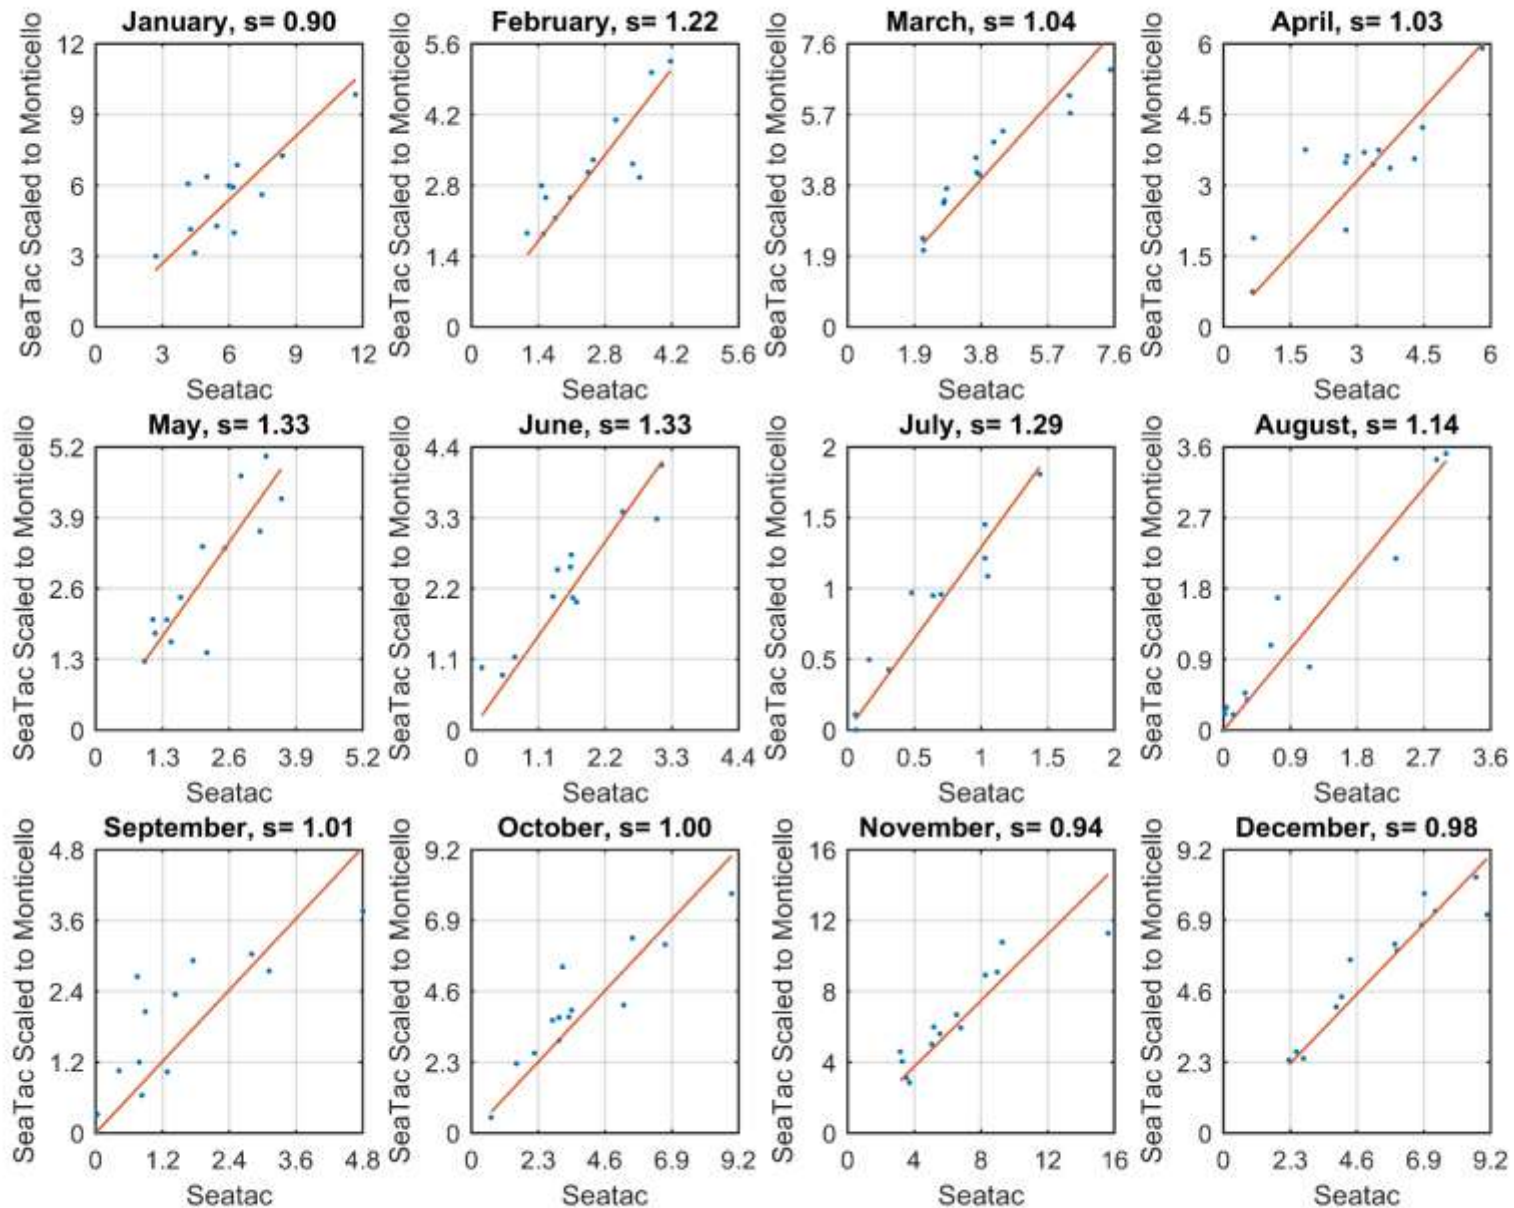 January, s= 0.90
February, s= 1.22
March, s= 1.04
April, s= 1.03
SeaTac Scaled to Monticello
12
9
6
3
0
0 3 6 9 12
Seatac
SeaTac Scaled to Monticello
5.6
4.2
2.8
1.4
0
0 1.4 2.8 4.2 5.6
Seatac
SeaTac Scaled to Monticello
7.6
5.7
3.8
1.9
0
0 1.9 3.8 5.7 7.6
Seatac
SeaTac Scaled to Monticello
6
4.5
3
1.5
0
0 1.5 3 4.5 6
Seatac
May, s= 1.33
June, s= 1.33
July, s= 1.29
August, s= 1.14
SeaTac Scaled to Monticello
5.2
3.9
2.6
1.3
0
0 1.3 2.6 3.9 5.2
Seatac
SeaTac Scaled to Monticello
4.4
3.3
2.2
1.1
0
0 1.1 2.2 3.3 4.4
Seatac
SeaTac Scaled to Monticello
2
1.5
1
0.5
0
0 0.5 1 1.5 2
Seatac
SeaTac Scaled to Monticello
3.6
2.7
1.8
0.9
0
0 0.9 1.8 2.7 3.6
Seatac
September, s= 1.01
October, s= 1.00
November, s= 0.94
December, s= 0.98
SeaTac Scaled to Monticello
4.8
3.6
2.4
1.2
0
0 1.2 2.4 3.6 4.8
Seatac
SeaTac Scaled to Monticello
9.2
6.9
4.6
2.3
0
0 2.3 4.6 6.9 9.2
Seatac
SeaTac Scaled to Monticello
16
12
8
4
0
0 4 8 12 16
Seatac
SeaTac Scaled to Monticello
9.2
6.9
4.6
2.3
0
0 2.3 4.6 6.9 9.2
Seatac